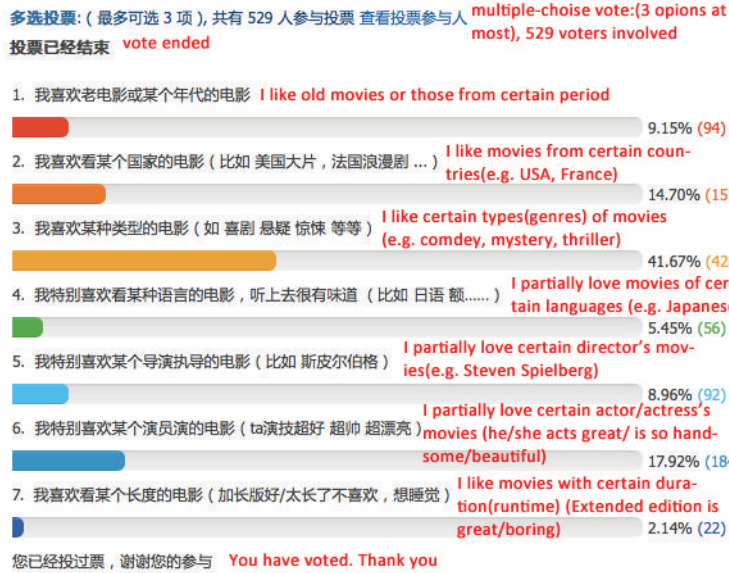 多选投票: ( 最多可选 3 项 ), 共有 529 人参与投票 查看投票参与人 multiple-choise vote:(3 opions at
most), 529 voters involved
投票已经结束 vote ended
1. 我喜欢老电影或某个年代的电影 I like old movies or those from certain period
9.15% (94)
2. 我喜欢看某个国家的电影 ( 比如 美国大片，法国浪漫剧 ... ) I like movies from certain coun-
tries(e.g. USA, France)
14.70% (15
3. 我喜欢某种类型的电影 ( 如 喜剧 悬疑 惊悚 等等 ) I like certain types(genres) of movies
(e.g. comdey, mystery, thriller)
41.67% (42
4. 我特别喜欢看某种语言的电影，听上去很有味道 ( 比如 日语 额...... ) I partially love movies of cer
tain languages (e.g. Japanes
5.45% (56)
5. 我特别喜欢某个导演执导的电影 ( 比如 斯皮尔伯格 ) I partially love certain director's mov-
ies(e.g. Steven Spielberg)
8.96% (92)
6. 我特别喜欢某个演员演的电影 ( ta演技超好 超帅 超漂亮 ) I partially love certain actor/actress's
movies (he/she acts great/ is so hand-
some/beautiful)
17.92% (184
7. 我喜欢看某个长度的电影 ( 加长版好/太长了不喜欢，想睡觉 ) I like movies with certain dura-
tion(runtime) (Extended edition is
great/boring)
2.14% (22)
您已经投过票，谢谢您的参与 You have voted. Thank you